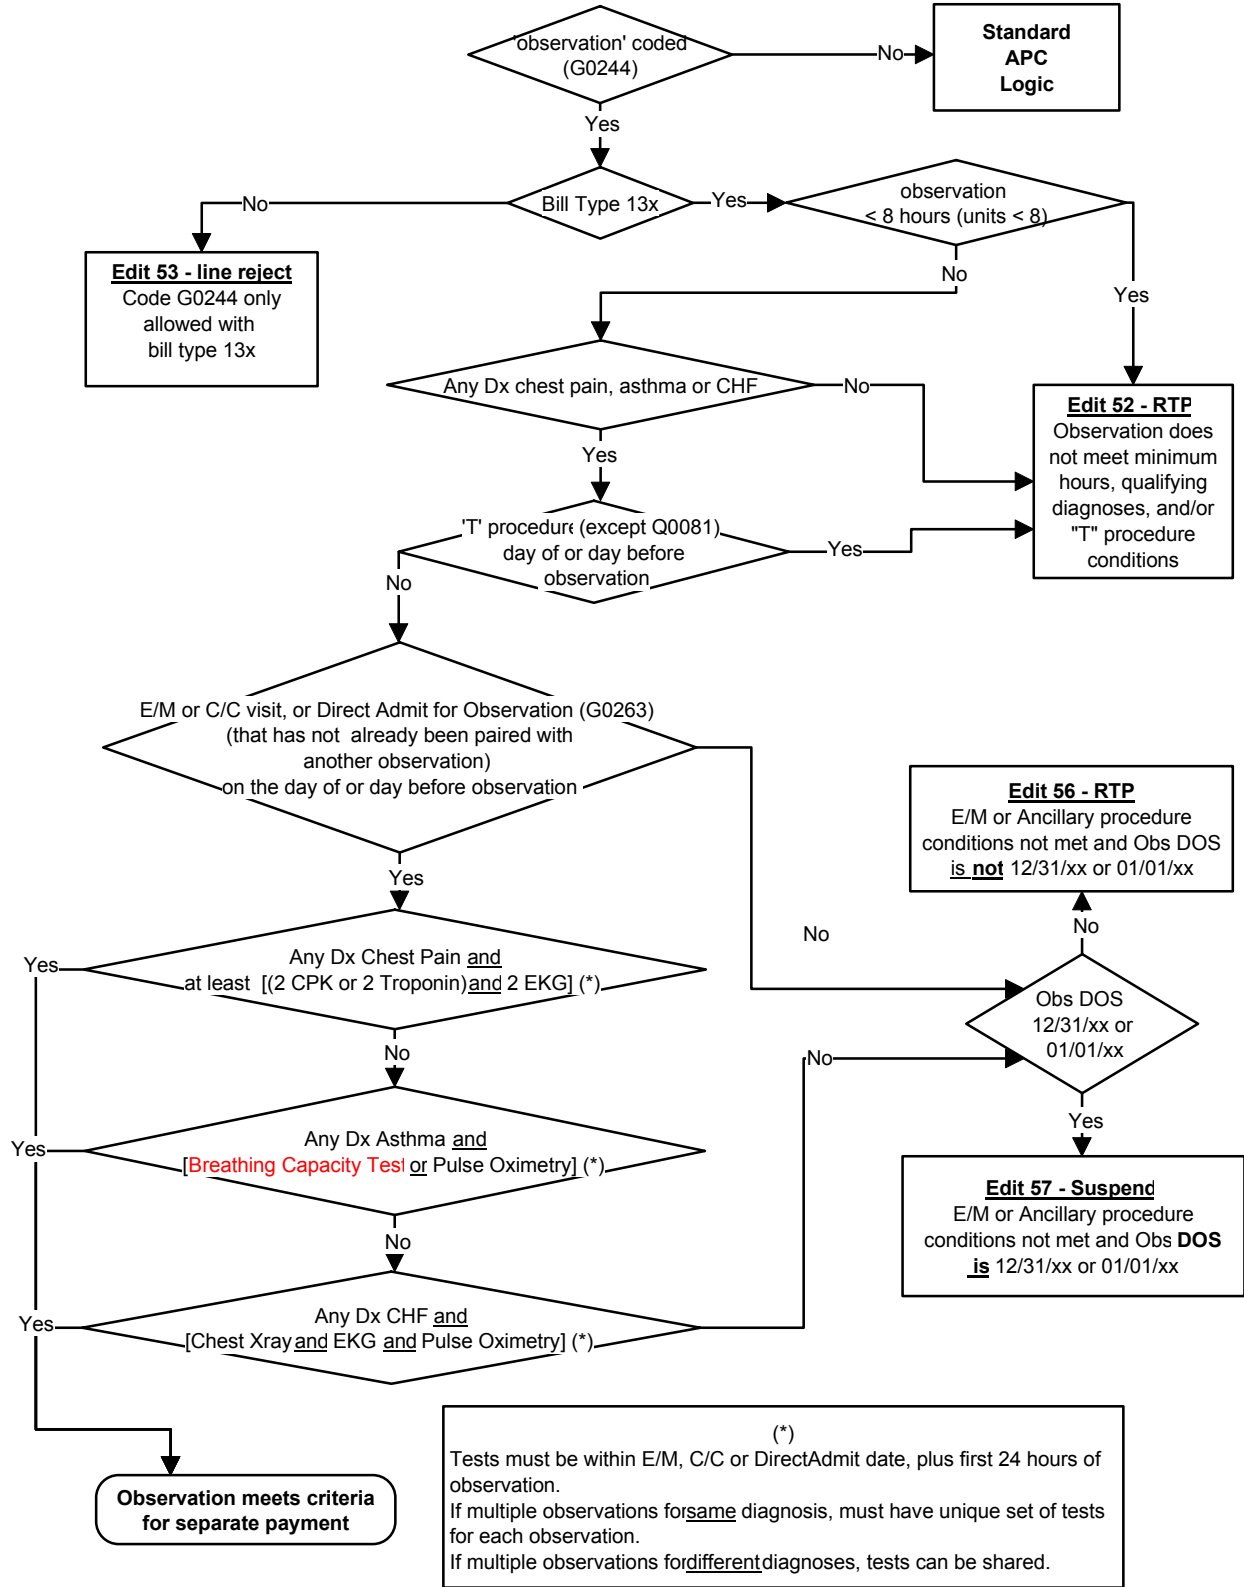 'observation' coded
(G0244)
No
Standard
APC
Logic
Yes
Bill Type 13x
No
Yes
observation
< 8 hours (units < 8)
Edit 53 - line reject
Code G0244 only
allowed with
bill type 13x
No
Yes
Any Dx chest pain, asthma or CHF
No
Edit 52 - RTP
Observation does
not meet minimum
hours, qualifying
diagnoses, and/or
"T" procedure
conditions
Yes
'T' procedure (except Q0081)
day of or day before
observation
Yes
No
E/M or C/C visit, or Direct Admit for Observation (G0263)
(that has not already been paired with
another observation)
on the day of or day before observation
Edit 56 - RTP
E/M or Ancillary procedure
conditions not met and Obs DOS
is not 12/31/xx or 01/01/xx
Yes
No
No
Any Dx Chest Pain and
at least [(2 CPK or 2 Troponin) and 2 EKG] (*)
Yes
Obs DOS
12/31/xx or
01/01/xx
No
No
Any Dx Asthma and
[Breathing Capacity Test or Pulse Oximetry] (*)
Yes
Yes
Edit 57 - Suspend
E/M or Ancillary procedure
conditions not met and Obs DOS
is 12/31/xx or 01/01/xx
No
Any Dx CHF and
[Chest Xray and EKG and Pulse Oximetry] (*)
Yes
(*)
Tests must be within E/M, C/C or DirectAdmit date, plus first 24 hours of
observation.
If multiple observations for same diagnosis, must have unique set of tests
for each observation.
If multiple observations for different diagnoses, tests can be shared.
Observation meets criteria
for separate payment